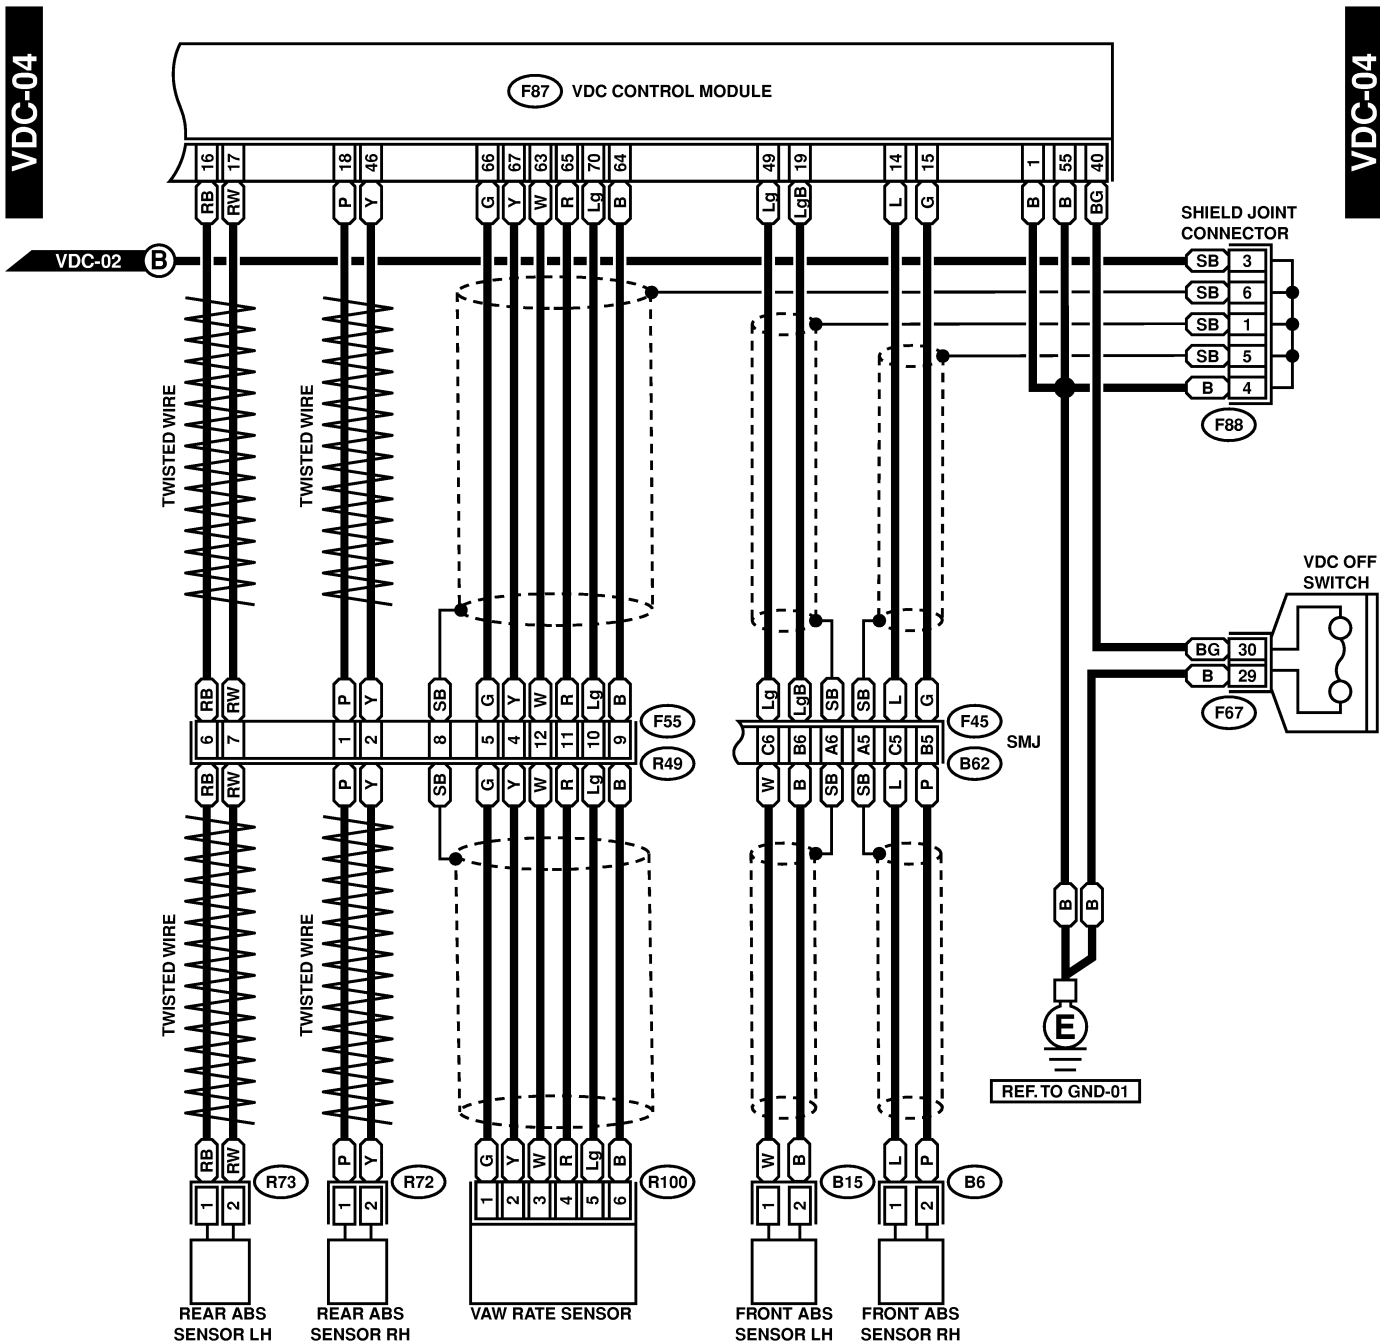 VDC-04
VDC-04
F87 VDC CONTROL MODULE
16 17 18 46 66 67 63 65 70 64 49 19 14 15 1 55 40
RB RW P Y G Y W R Lg B Lg LgB L G B B BG
SHIELD JOINT
CONNECTOR
VDC-02 B
SB 3
SB 6
SB 1
SB 5
B 4
F88
TWISTED WIRE
TWISTED WIRE
VDC OFF
SWITCH
BG 30
B 29
F67
RB RW P Y SB G Y W R Lg B Lg LgB SB SB L G
F55
F45
6 7 1 2 8 5 4 12 11 10 9 C6 B6 A6 A5 C5 B5
SMJ
R49
B62
RB RW P Y SB G Y W R Lg B W B SB SB L P
TWISTED WIRE
TWISTED WIRE
B B
E
REF. TO GND-01
RB RW P Y G Y W R Lg B W B L P
R73
R72
R100
B15
B6
1 2 1 2 1 2 3 4 5 6 1 2 1 2
REAR ABS
SENSOR LH
REAR ABS
SENSOR RH
VAW RATE SENSOR
FRONT ABS
SENSOR LH
FRONT ABS
SENSOR RH